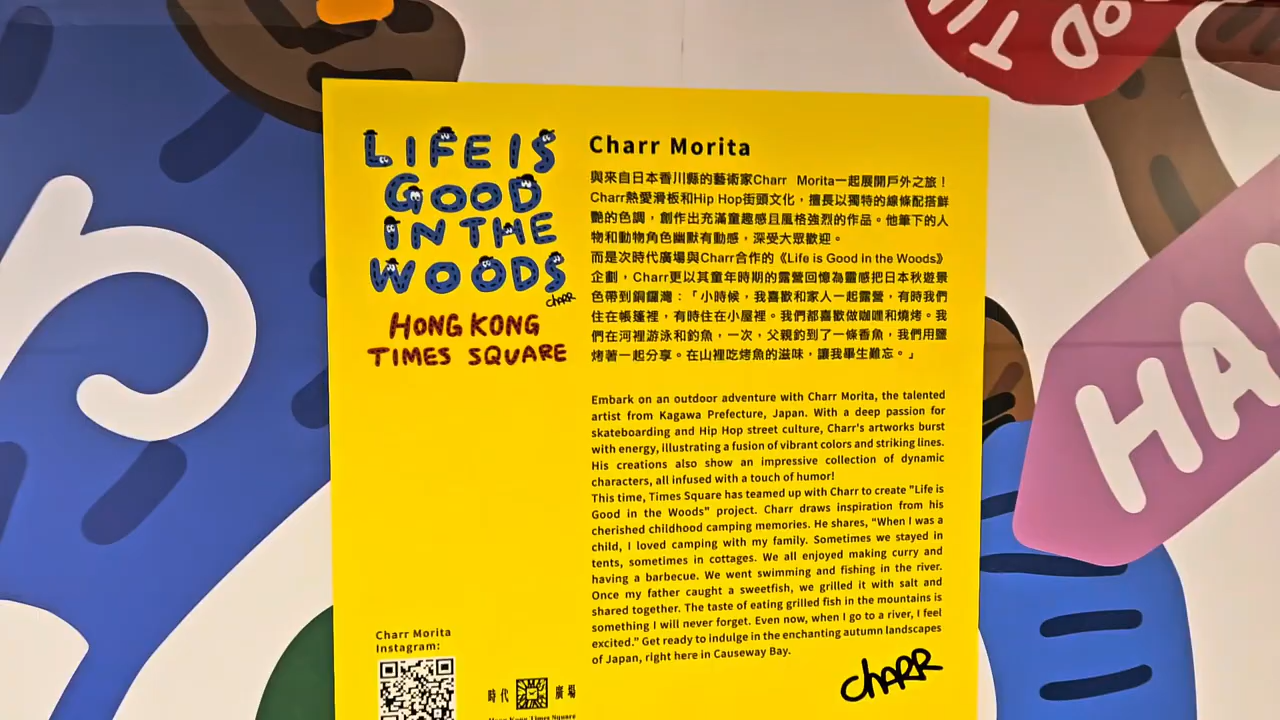 LIFE IS
GOOD
IN THE
WOODS
CHARR
HONG KONG
TIMES SQUARE
Charr Morita
與來自日本香川縣的藝術家Charr Morita一起展開戶外之旅！
Charr熱愛滑板和Hip Hop街頭文化，擅長以獨特的線條配搭鮮
艷的色調，創作出充滿童趣感且風格強烈的作品。他筆下的人
物和動物角色幽默有動感，深受大眾歡迎。
而是次時代廣場與Charr合作的《Life is Good in the Woods》
企劃，Charr更以其童年時期的露營回憶為靈感把日本秋遊景
色帶到銅鑼灣：「小時候，我喜歡和家人一起露營，有時我們
住在帳篷裡，有時住在小屋裡。我們都喜歡做咖哩和燒烤。我
們在河裡游泳和釣魚，一次，父親釣到了一條香魚，我們用鹽
烤著一起分享。在山裡吃烤魚的滋味，讓我畢生難忘。」
Embark on an outdoor adventure with Charr Morita, the talented
artist from Kagawa Prefecture, Japan. With a deep passion for
skateboarding and Hip Hop street culture, Charr's artworks burst
with energy, illustrating a fusion of vibrant colors and striking lines.
His creations also show an impressive collection of dynamic
characters, all infused with a touch of humor!
This time, Times Square has teamed up with Charr to create "Life is
Good in the Woods" project. Charr draws inspiration from his
cherished childhood camping memories. He shares, "When I was a
child, I loved camping with my family. Sometimes we stayed in
tents, sometimes in cottages. We all enjoyed making curry and
having a barbecue. We went swimming and fishing in the river.
Once my father caught a sweetfish, we grilled it with salt and
shared together. The taste of eating grilled fish in the mountains is
something I will never forget. Even now, when I go to a river, I feel
excited." Get ready to indulge in the enchanting autumn landscapes
of Japan, right here in Causeway Bay.
CHARR
Charr Morita
Instagram:
時代 廣場
Hong Kong Times Square
HA